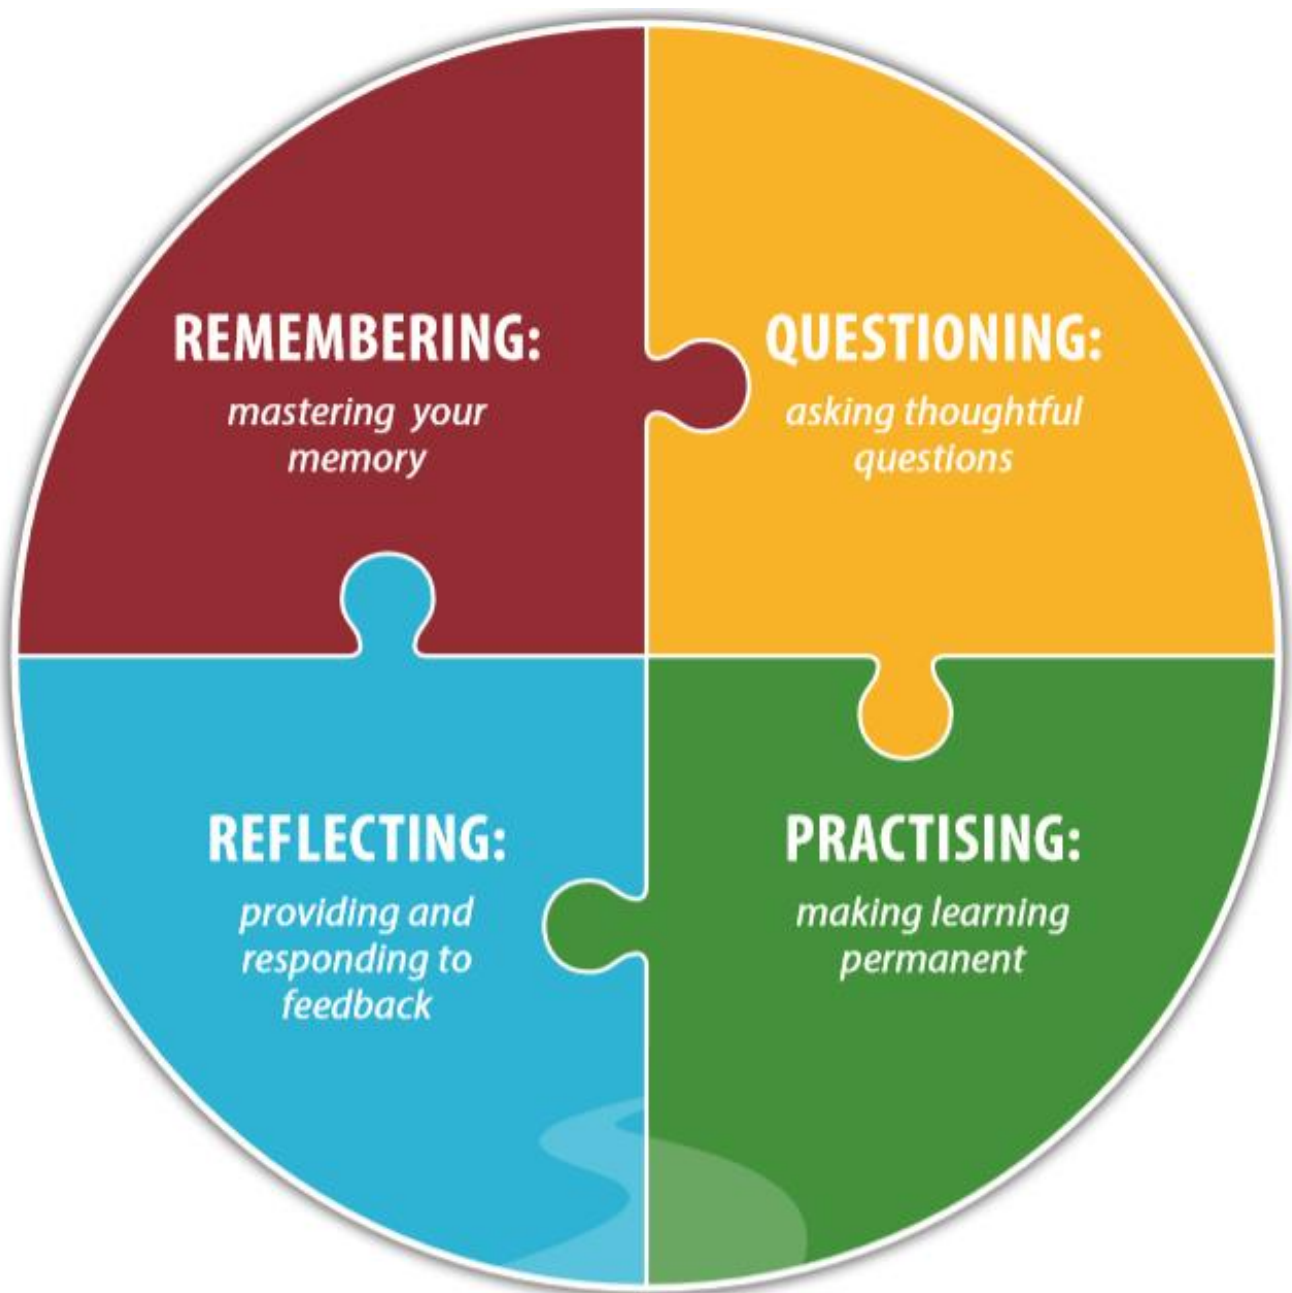 REMEMBERING:
mastering your
memory
QUESTIONING:
asking thoughtful
questions
REFLECTING:
providing and
responding to
feedback
PRACTISING:
making learning
permanent